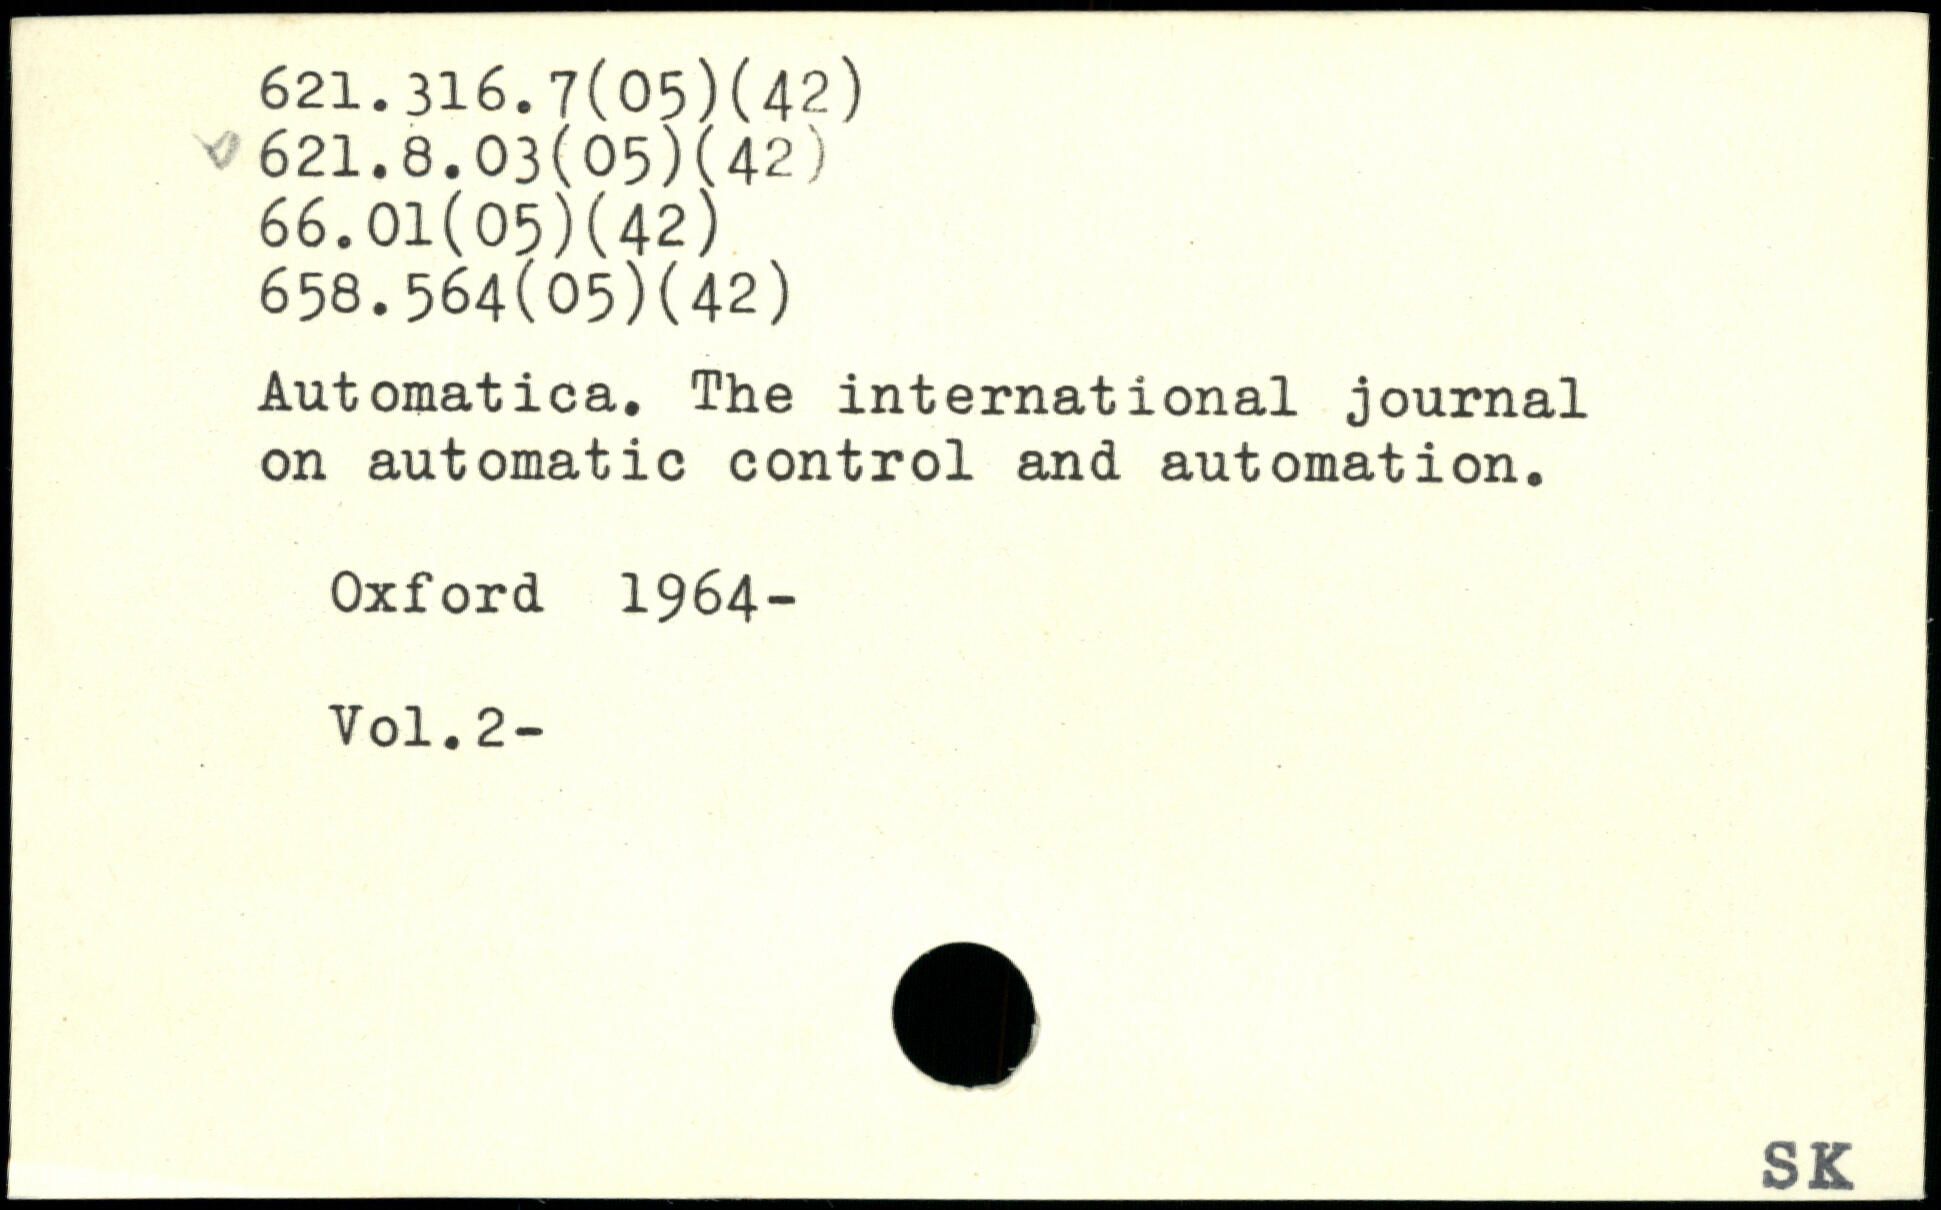 621.316.7(05)(42)
621.8.03(05)(42)
66.01(05)(42)
658.564(05)(42)
Automatica. The international journal
on automatic control and automation.
Oxford 1964-
Vol.2-
SK